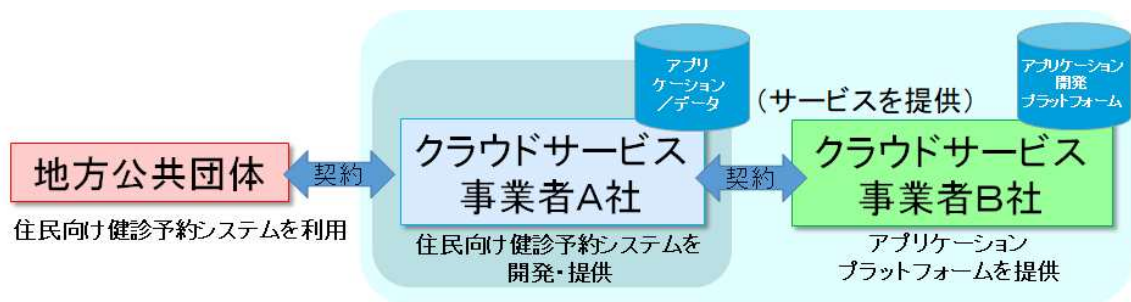 アプリ
ケーション
／データ
アプリケーション
開発
プラットフォーム
（サービスを提供）
地方公共団体
契約
クラウドサービス
事業者A社
契約
クラウドサービス
事業者B社
住民向け健診予約システムを利用
住民向け健診予約システムを
開発・提供
アプリケーション
プラットフォームを提供